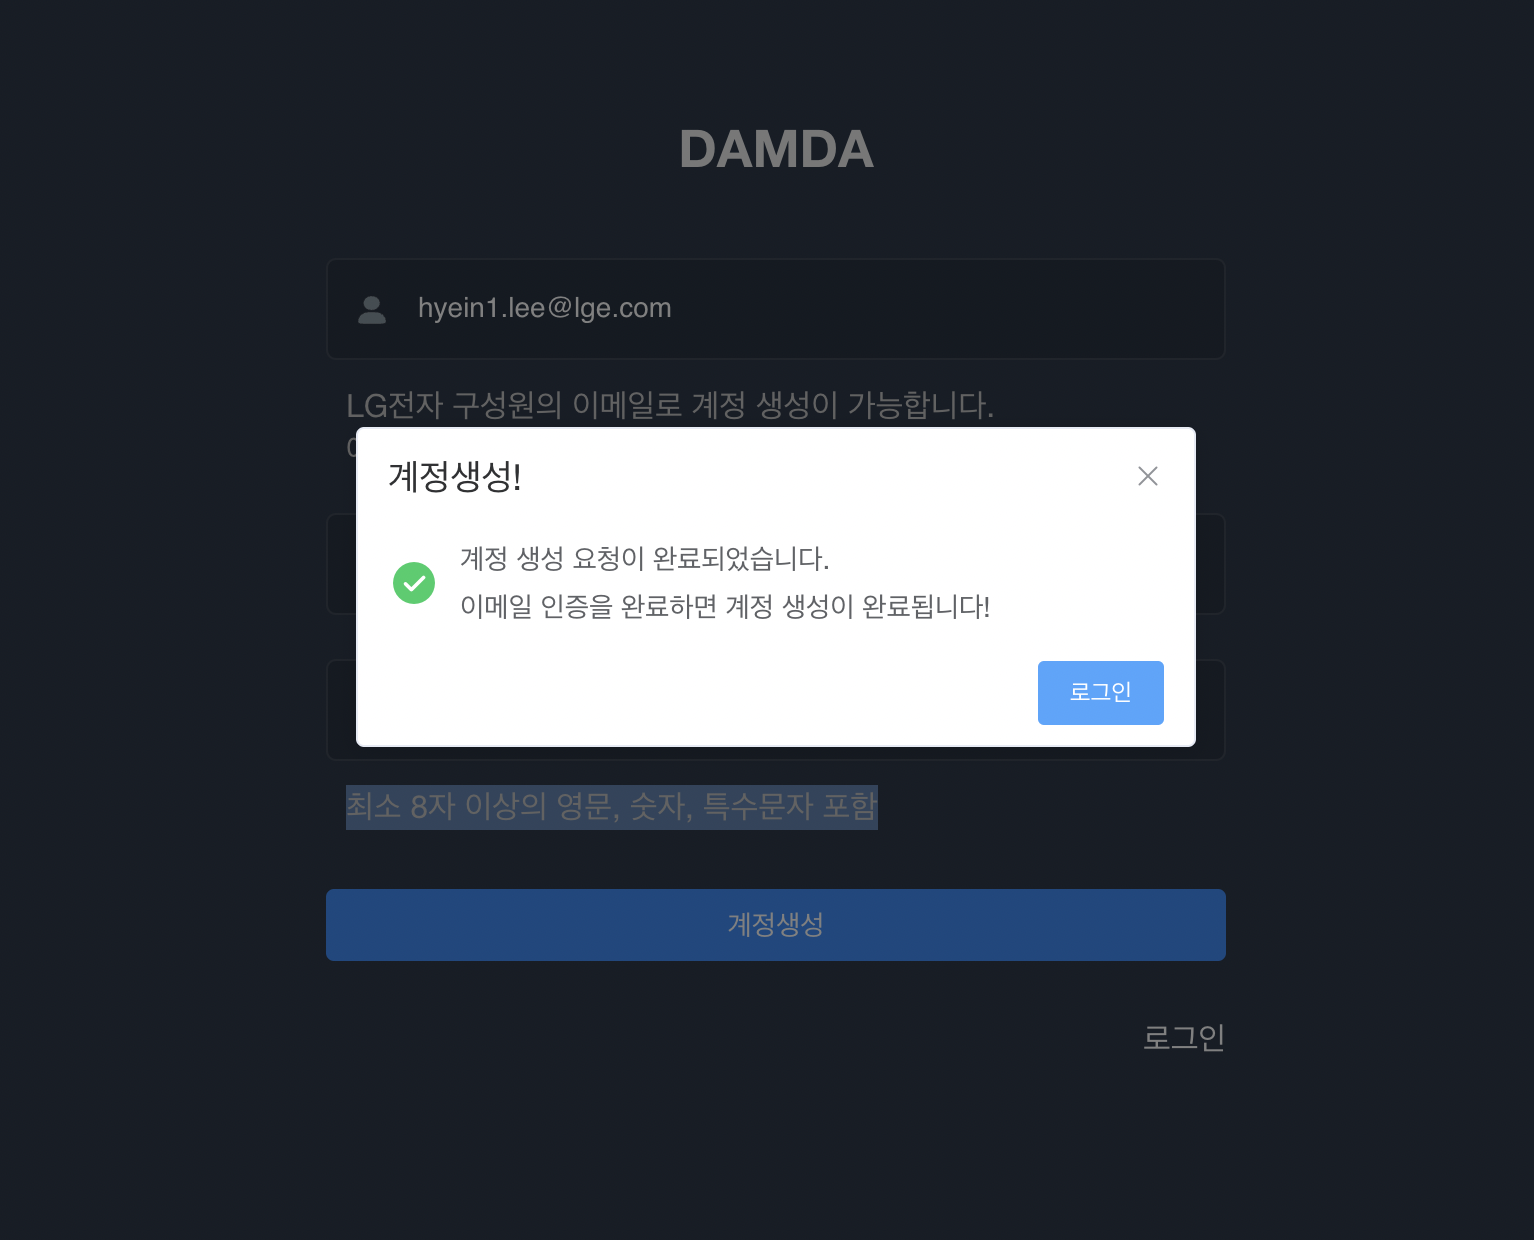 DAMDA
hyein1.lee@lge.com
LG전자 구성원의 이메일로 계정 생성이 가능합니다.
계정생성!
계정 생성 요청이 완료되었습니다.
이메일 인증을 완료하면 계정 생성이 완료됩니다!
로그인
최소 8자 이상의 영문, 숫자, 특수문자 포함
계정생성
로그인